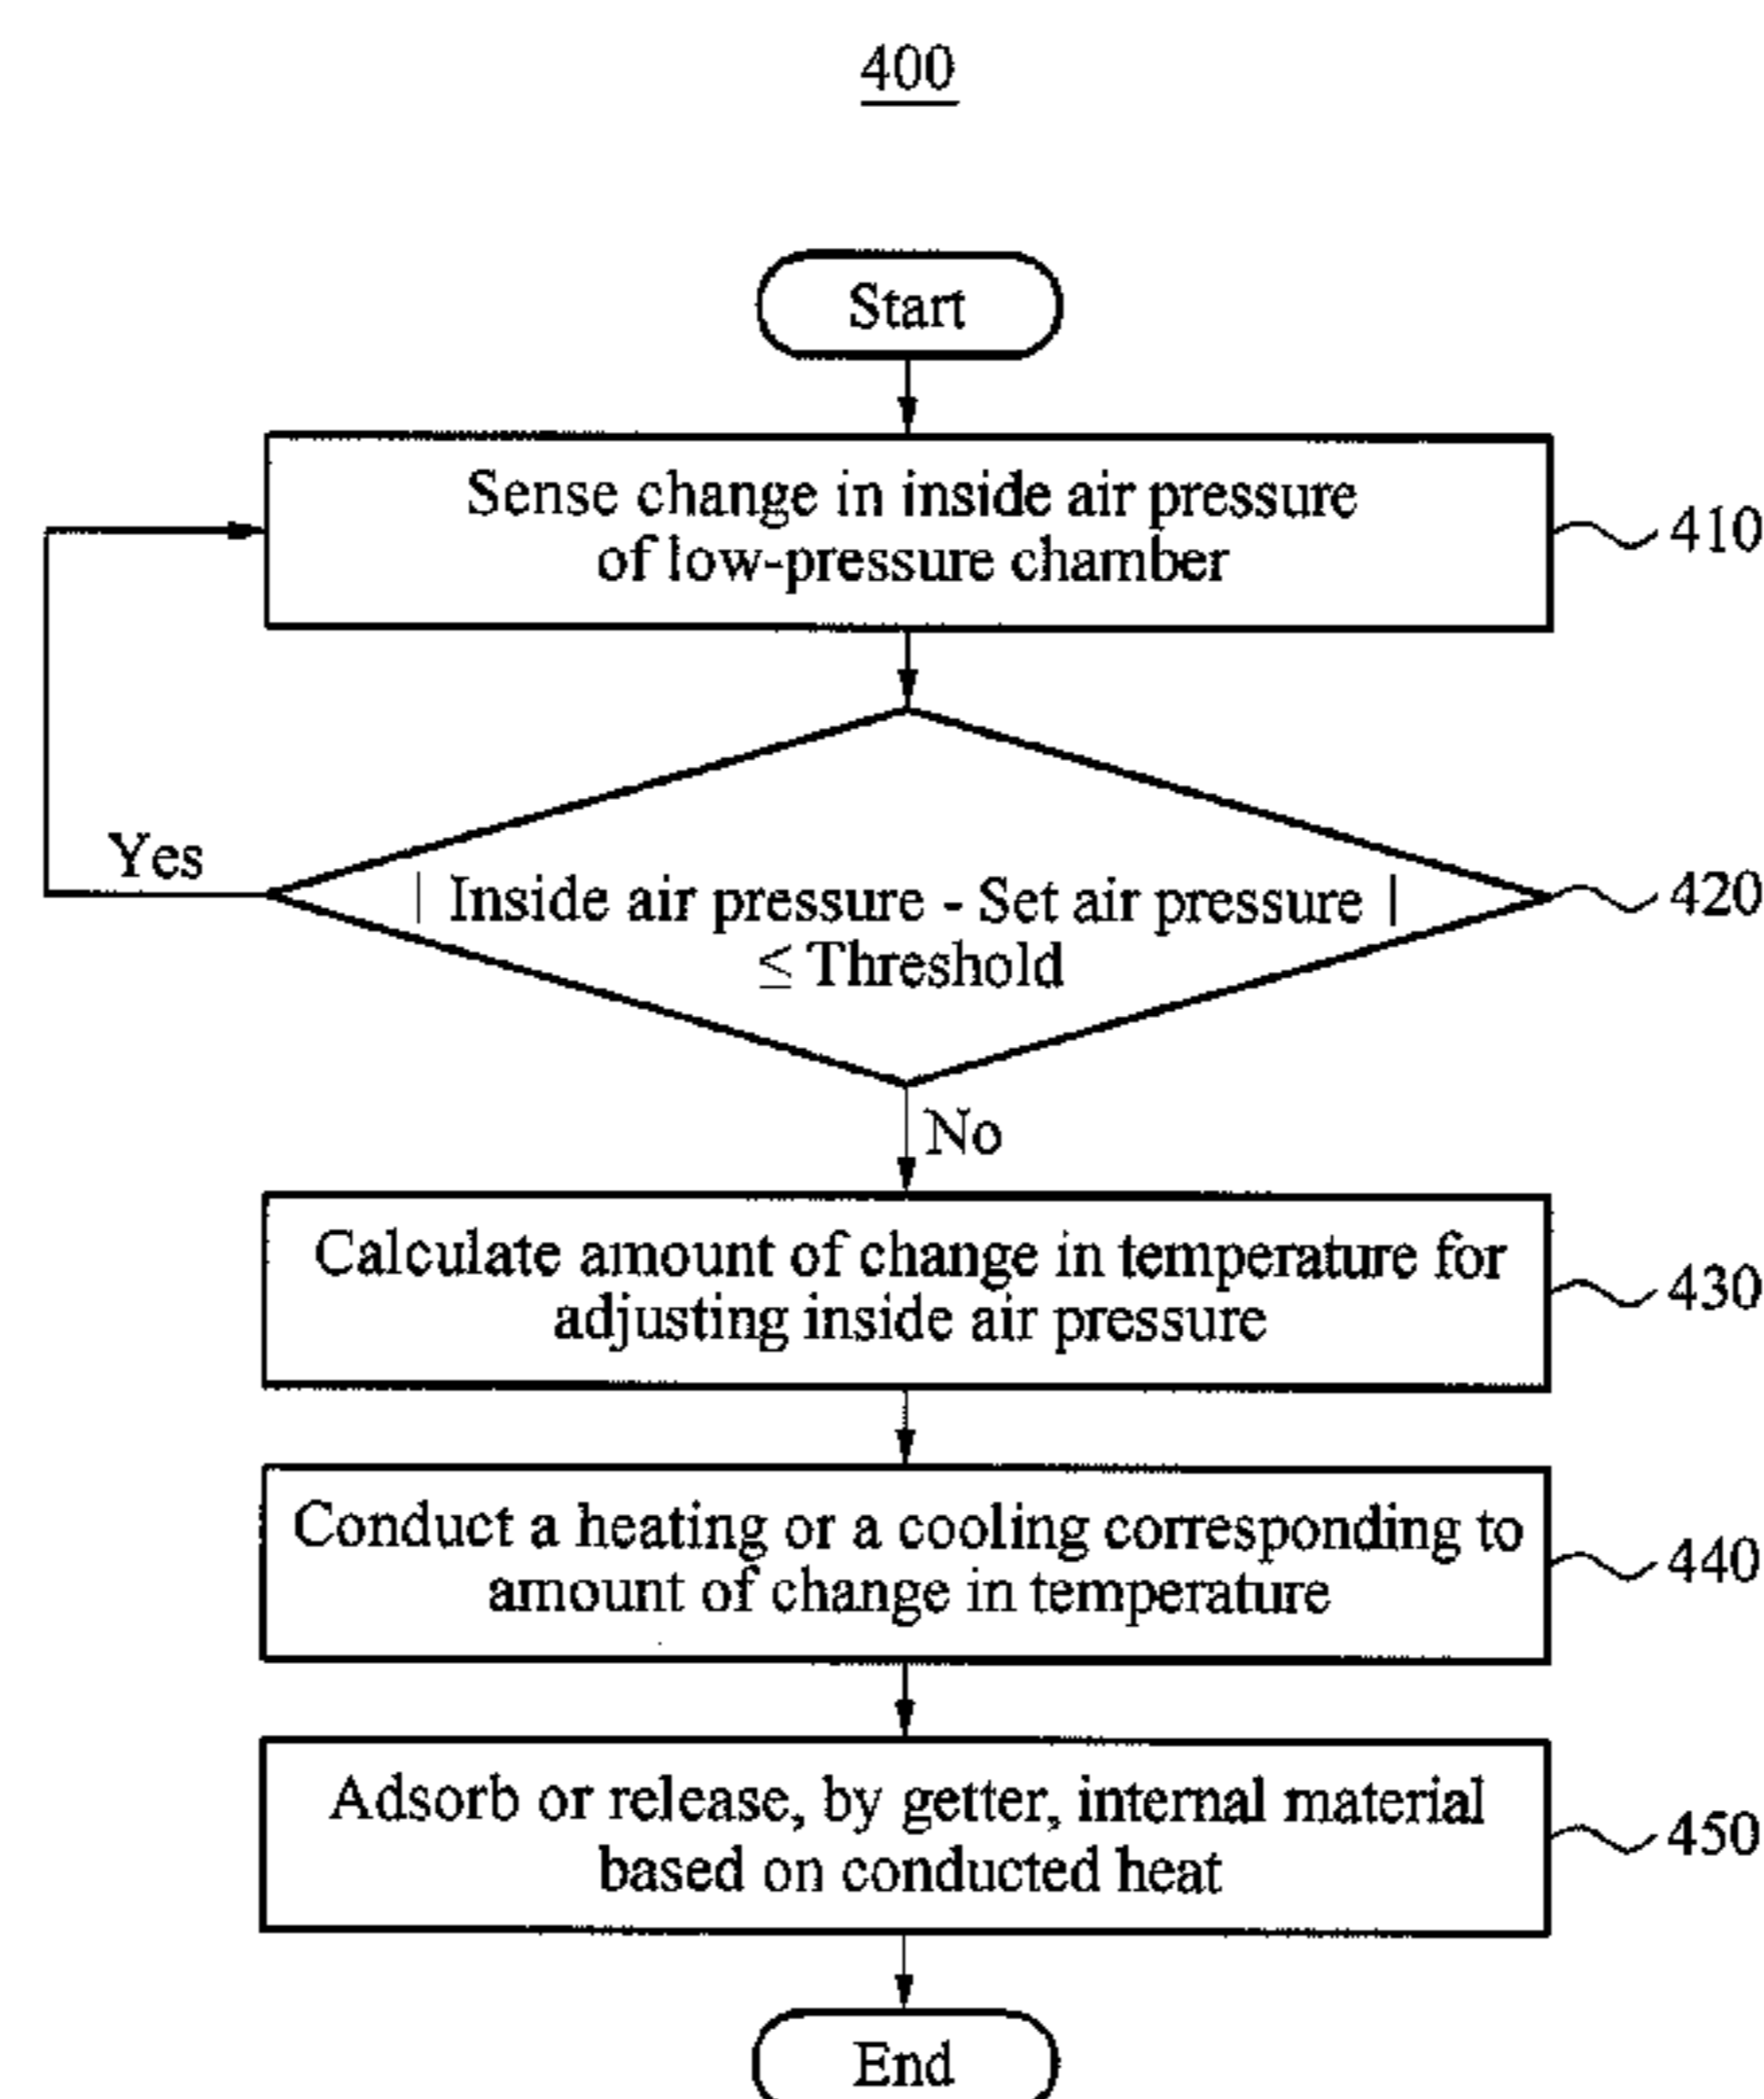 400
Start
Sense change in inside air pressure
of low-pressure chamber
410
Yes
| Inside air pressure - Set air pressure |
≤ Threshold
420
No
Calculate amount of change in temperature for
adjusting inside air pressure
430
Conduct a heating or a cooling corresponding to
amount of change in temperature
440
Adsorb or release, by getter, internal material
based on conducted heat
450
End